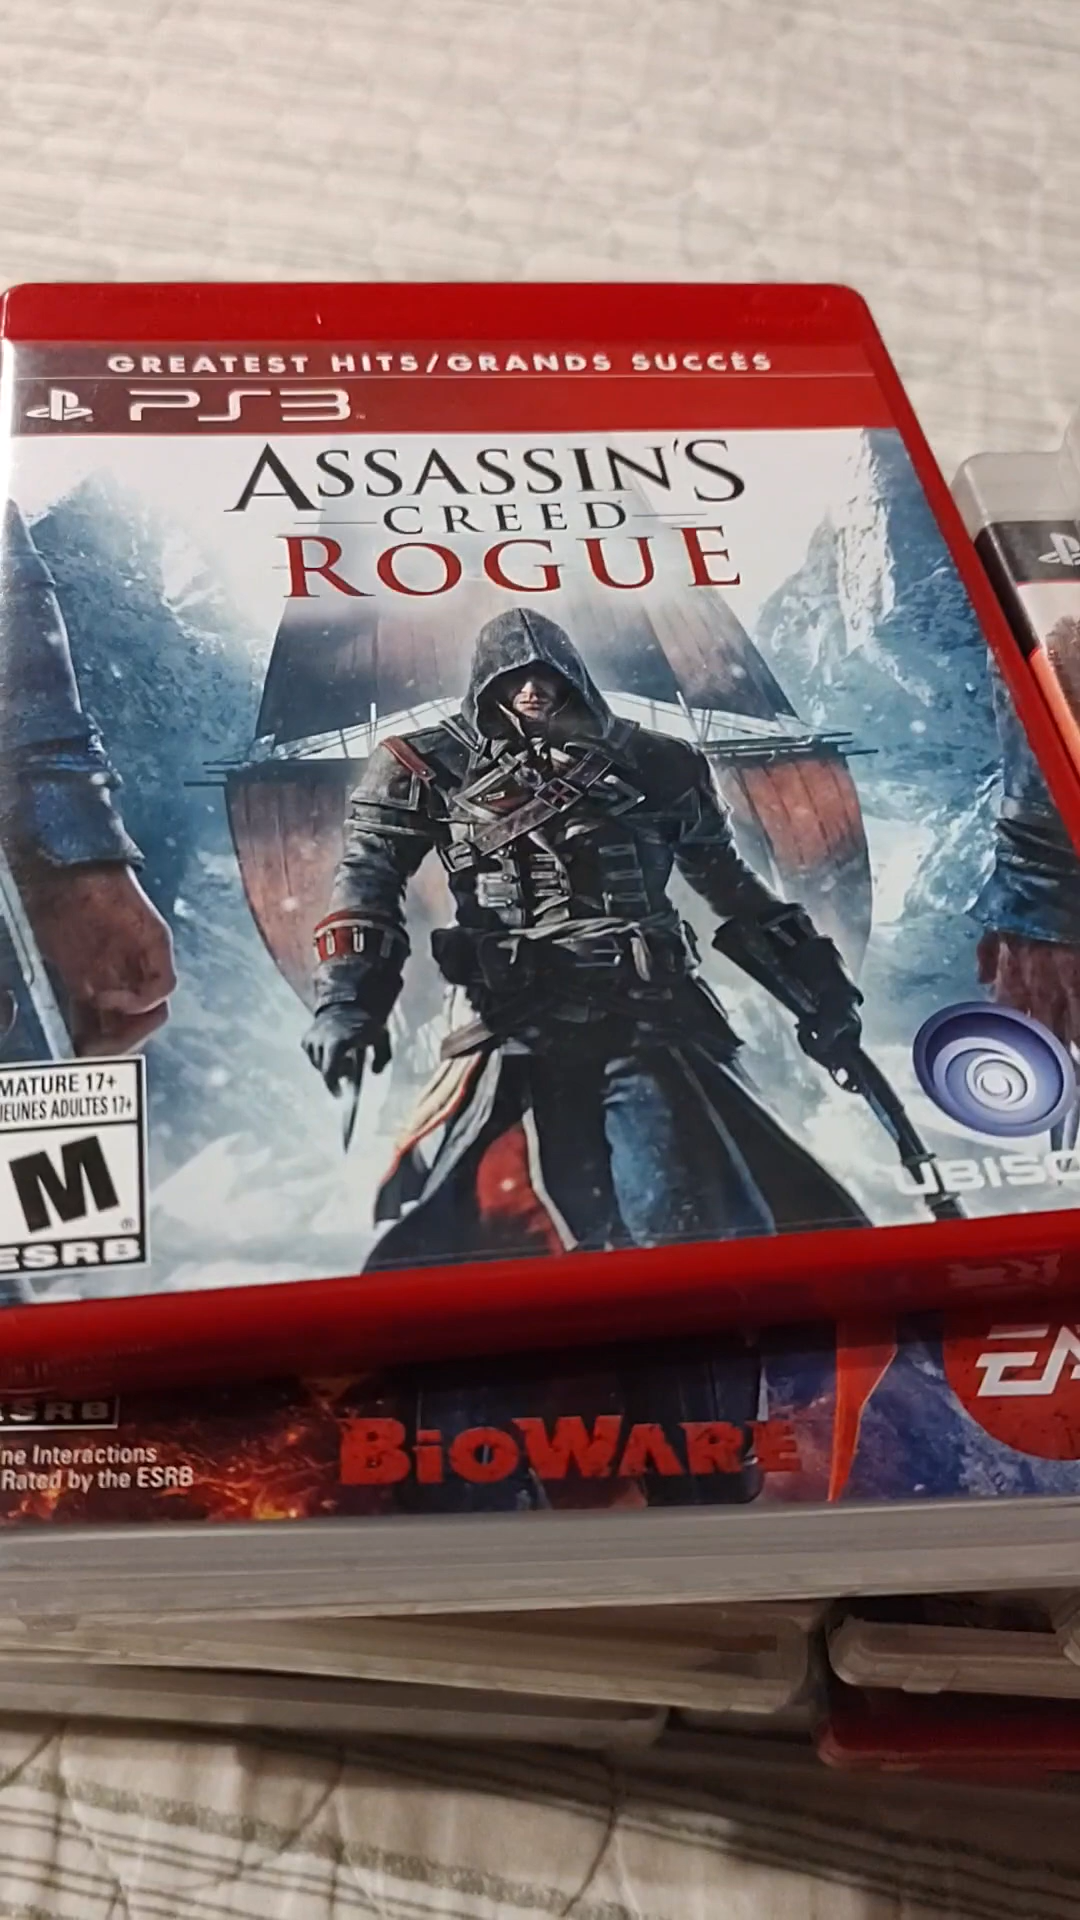 GREATEST HITS/GRANDS SUCCÈS
PS3
ASSASSIN'S
CREED
ROGUE
MATURE 17+
JEUNES ADULTES 17+
M
ESRB
UBISO
ESRB
ne Interactions
Rated by the ESRB
BIOWARE
EA